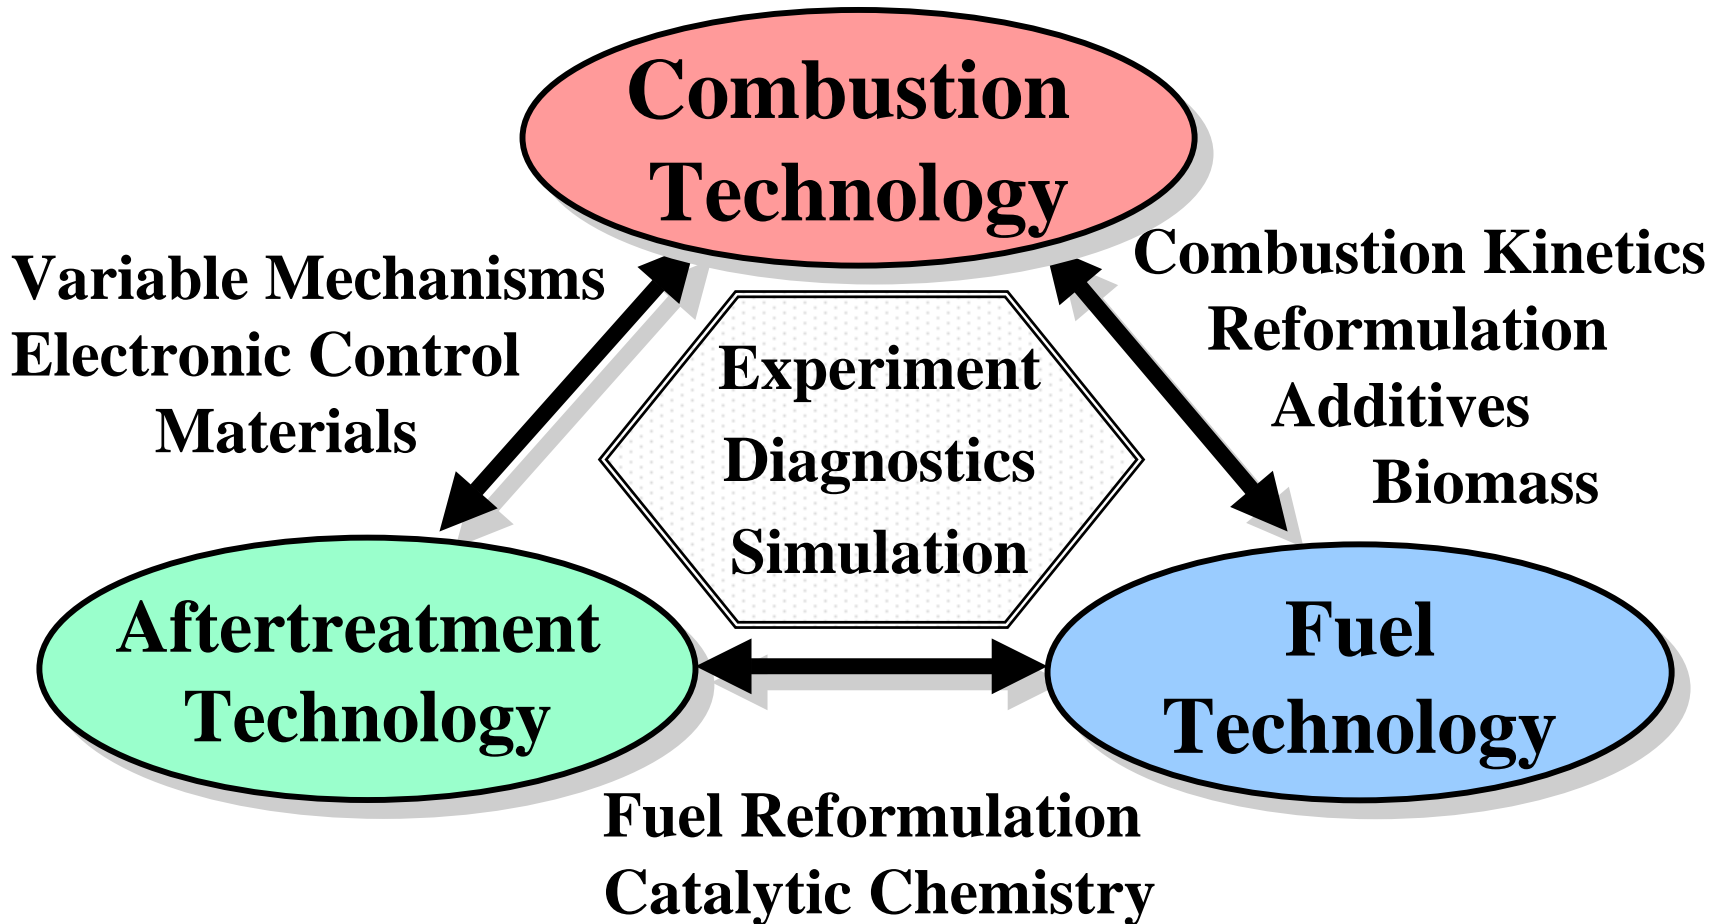 Combustion
Technology
Variable Mechanisms
Electronic Control
Materials
Combustion Kinetics
Reformulation
Additives
Biomass
Experiment
Diagnostics
Simulation
Aftertreatment
Technology
Fuel
Technology
Fuel Reformulation
Catalytic Chemistry